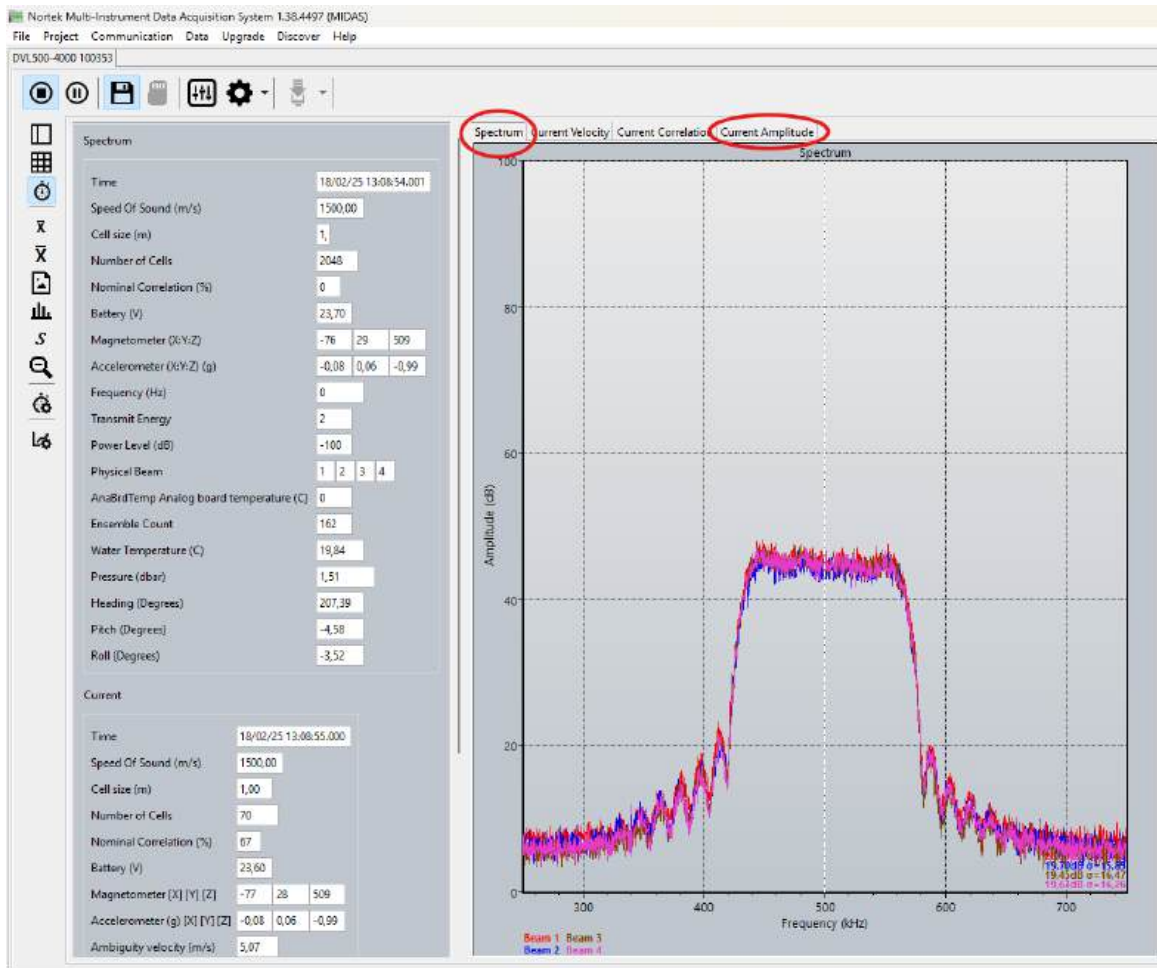 Nortek Multi-Instrument Data Acquisition System 1.38.4497 (MIDAS)
File Project Communication Data Upgrade Discover Help
DVL500-4000 100353
Spectrum
Time 18/02/25 13:08:54.001
Speed Of Sound (m/s) 1500,00
Cell size (m) 1,
Number of Cells 2048
Nominal Correlation (%) 0
Battery (V) 23,70
Magnetometer (X:Y:Z) -76 29 509
Accelerometer (X:Y:Z) (g) -0,08 0,06 -0,99
Frequency (Hz) 0
Transmit Energy 2
Power Level (dB) -100
Physical Beam 1 2 3 4
AnaBrdTemp Analog board temperature (C) 0
Ensemble Count 162
Water Temperature (C) 19,84
Pressure (dbar) 1,51
Heading (Degrees) 207,39
Pitch (Degrees) -4,58
Roll (Degrees) -3,52
Current
Time 18/02/25 13:08:55.000
Speed Of Sound (m/s) 1500,00
Cell size (m) 1,00
Number of Cells 70
Nominal Correlation (%) 67
Battery (V) 23,60
Magnetometer [X] [Y] [Z] -77 28 509
Accelerometer (g) [X] [Y] [Z] -0,08 0,06 -0,99
Ambiguity velocity (m/s) 5,07
Spectrum Current Velocity Current Correlation Current Amplitude
Spectrum
100
80
60
40
20
0
Amplitude (dB)
300 400 500 600 700
Frequency (kHz)
19.45dB σ=16,47
Beam 1 Beam 3
Beam 2 Beam 4